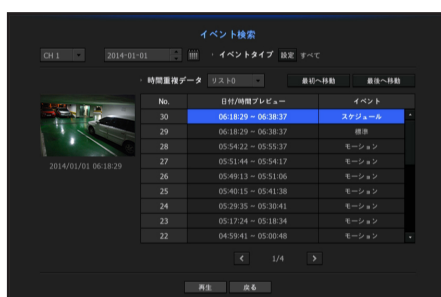 イベント検索
CH 1 2014-01-01 イベントタイプ 設定 すべて
時間重複データ リスト0 最初へ移動 最後へ移動
No. 日付/時間プレビュー イベント
30 06:18:29 ~ 06:38:37 スケジュール
29 06:18:29 ~ 06:38:37 標準
28 05:54:22 ~ 05:55:37 モーション
27 05:51:44 ~ 05:54:17 モーション
26 05:49:13 ~ 05:51:06 モーション
25 05:40:15 ~ 05:41:38 モーション
24 05:29:35 ~ 05:30:41 モーション
23 05:17:24 ~ 05:18:34 モーション
22 04:59:41 ~ 05:00:48 モーション
2014/01/01 06:18:29
1/4
再生 戻る